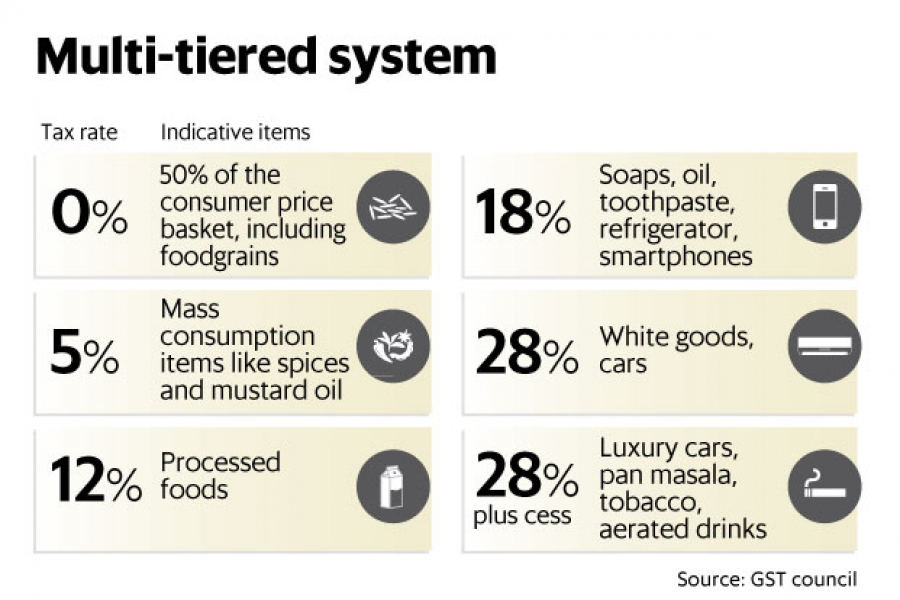 Multi-tiered system
Tax rate
Indicative items
0%
50% of the
consumer price
basket, including
foodgrains
5%
Mass
consumption
items like spices
and mustard oil
12%
Processed
foods
18%
Soaps, oil,
toothpaste,
refrigerator,
smartphones
28%
White goods,
cars
28%
plus cess
Luxury cars,
pan masala,
tobacco,
aerated drinks
Source: GST council